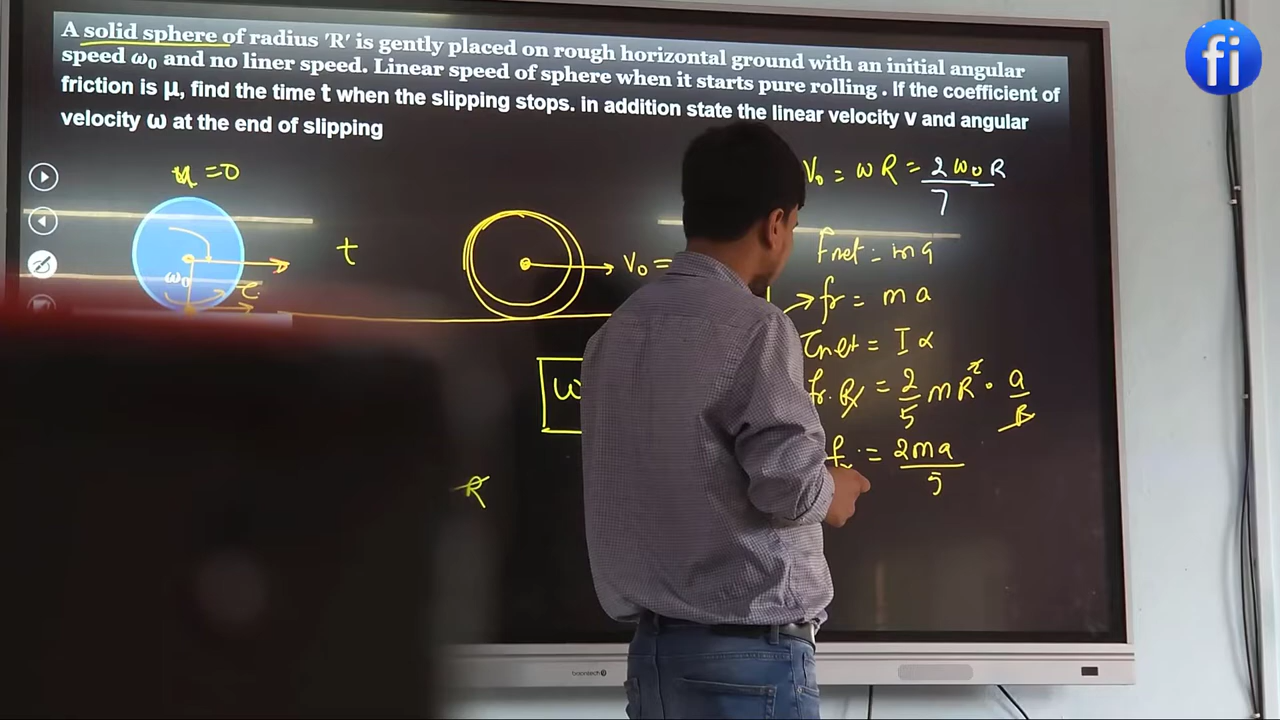 A solid sphere of radius 'R' is gently placed on rough horizontal ground with an initial angular
speed ω₀ and no liner speed. Linear speed of sphere when it starts pure rolling . If the coefficient of
friction is μ, find the time t when the slipping stops. in addition state the linear velocity v and angular
velocity ω at the end of slipping
fi
u =0
V₀ = ωR = 2ω₀R/7
t
ω₀
τ
V₀ =
Fnet = ma
fr = ma
τnet = Iα
fr.R = 2/5 mR² . a/R
ω
f = 2ma/5
R